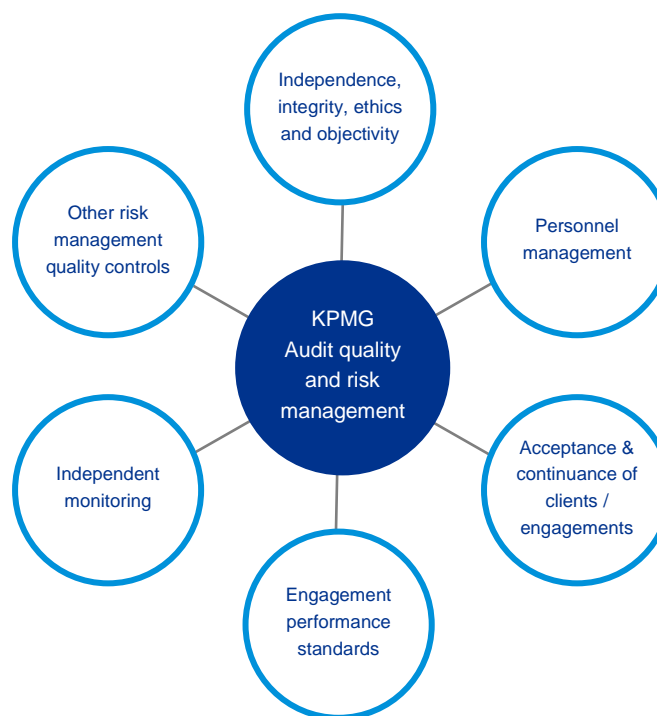 Independence,
integrity, ethics
and objectivity
Other risk
management
quality controls
Personnel
management
KPMG
Audit quality
and risk
management
Independent
monitoring
Acceptance &
continuance of
clients /
engagements
Engagement
performance
standards